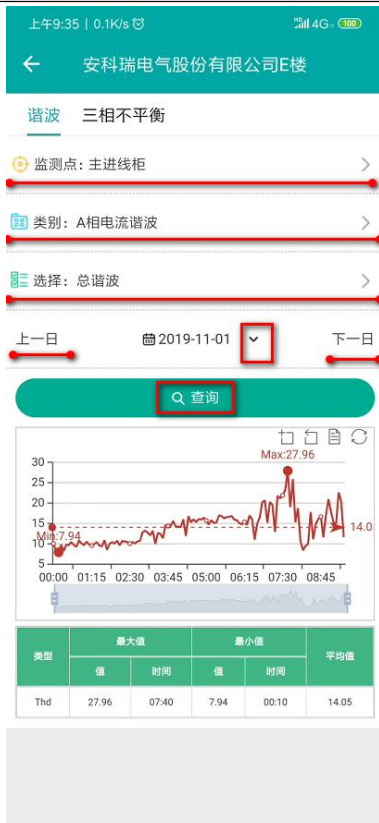 上午9:35 | 0.1K/s
HD 4G 100
安科瑞电气股份有限公司E楼
谐波 三相不平衡
监测点: 主进线柜
类别: A相电流谐波
选择: 总谐波
上一日 2019-11-01 下一日
查询
Max:27.96
30
25
20
15
14.0
Min:7.94
10
5
00:00 01:15 02:30 03:45 05:00 06:15 07:30 08:45
类型 最大值 最小值 平均值
值 时间 值 时间
Thd 27.96 07:40 7.94 00:10 14.05